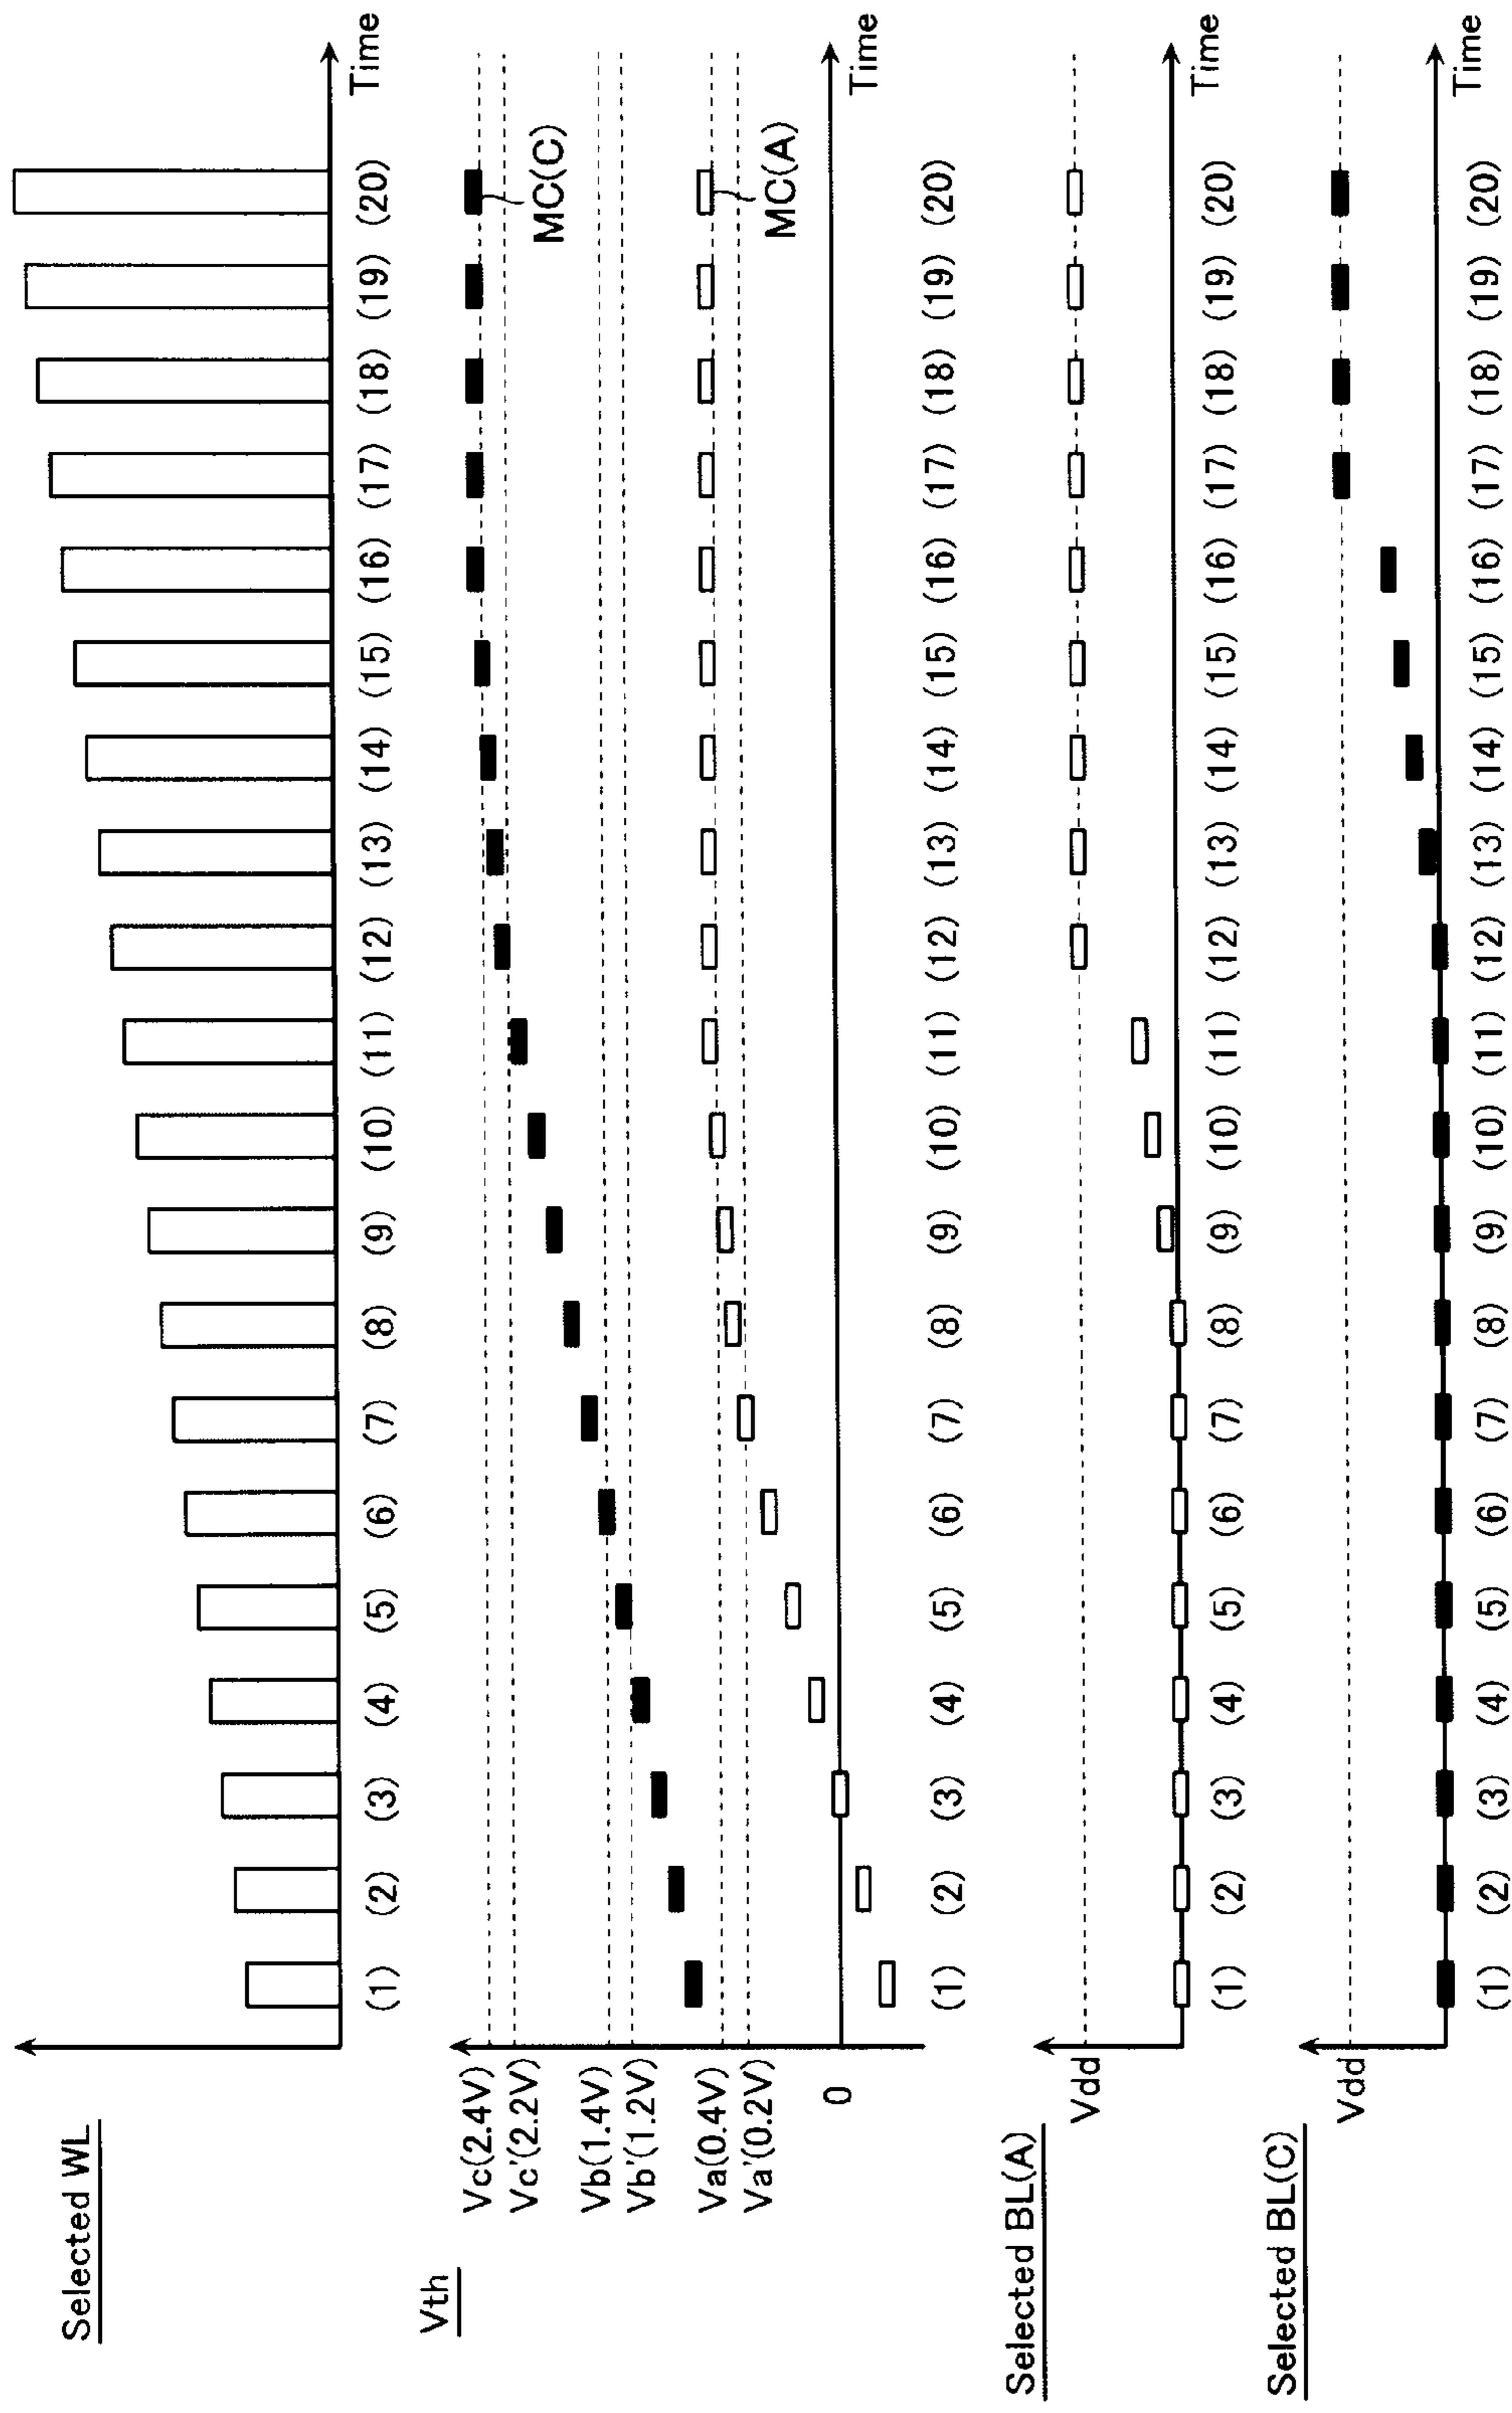 Selected WL
(1) (2) (3) (4) (5) (6) (7) (8) (9) (10) (11) (12) (13) (14) (15) (16) (17) (18) (19) (20)
Time
Vth
Vc(2.4V)
Vc'(2.2V)
Vb(1.4V)
Vb'(1.2V)
Va(0.4V)
Va'(0.2V)
0
MC(C)
MC(A)
(1) (2) (3) (4) (5) (6) (7) (8) (9) (10) (11) (12) (13) (14) (15) (16) (17) (18) (19) (20)
Time
Selected BL(A)
Vdd
(1) (2) (3) (4) (5) (6) (7) (8) (9) (10) (11) (12) (13) (14) (15) (16) (17) (18) (19) (20)
Time
Selected BL(C)
Vdd
(1) (2) (3) (4) (5) (6) (7) (8) (9) (10) (11) (12) (13) (14) (15) (16) (17) (18) (19) (20)
Time